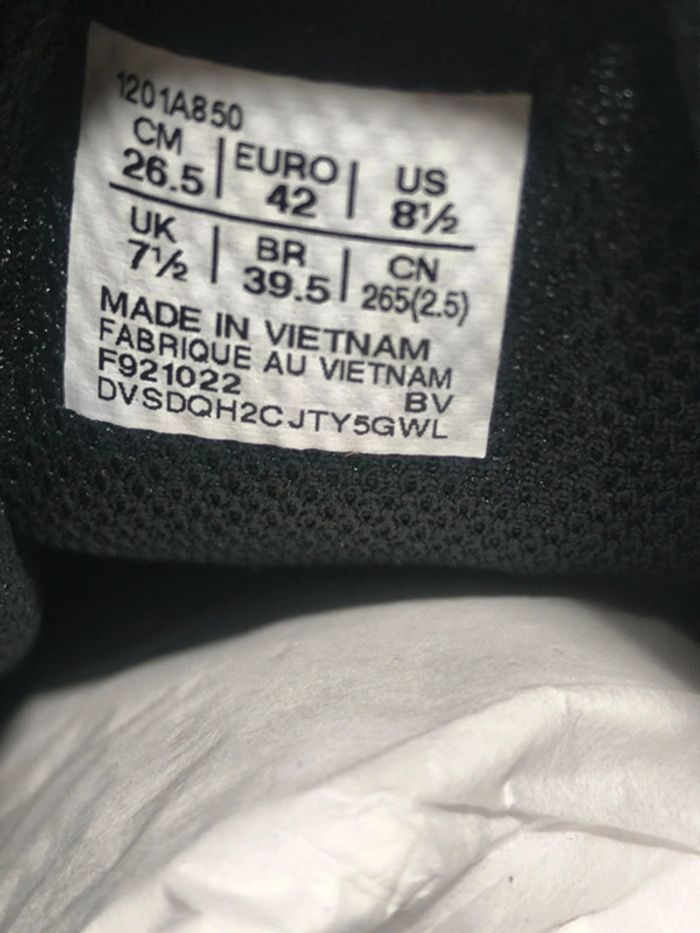 1201A850
CM | EURO | US
26.5 | 42 | 8½
UK | BR | CN
7½ | 39.5 | 265(2.5)
MADE IN VIETNAM
FABRIQUE AU VIETNAM
F921022 BV
DVSDQH2CJTY5GWL